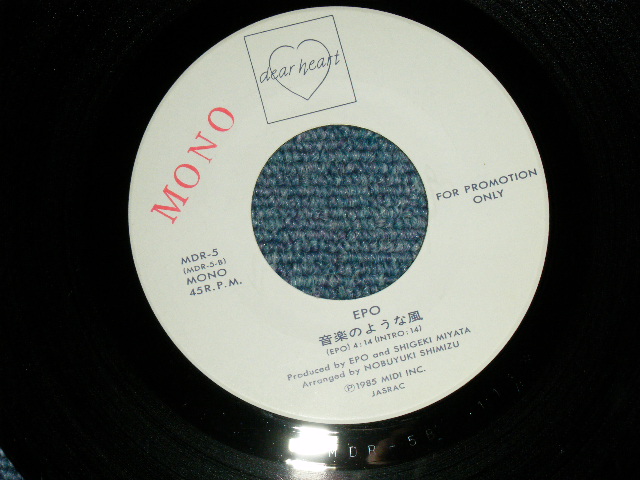 dear heart
MONO
FOR PROMOTION
ONLY
MDR-5
(MDR-5-B)
MONO
45R.P.M.
EPO
音楽のような風
(EPO) 4:14 (INTRO;14)
Produced by EPO and SHIGEKI MIYATA
Arranged by NOBUYUKI SHIMIZU
Ⓟ1985 MIDI INC.
JASRAC
MDR-5B